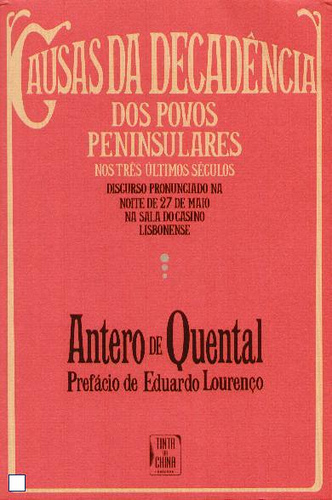 CAUSAS DA DECADÊNCIA
DOS POVOS
PENINSULARES
NOS TRÊS ÚLTIMOS SÉCULOS
DISCURSO PRONUNCIADO NA
NOITE DE 27 DE MAIO
NA SALA DO CASINO
LISBONENSE
Antero DE Quental
Prefácio de Eduardo Lourenço
TINTA
DA
CHINA